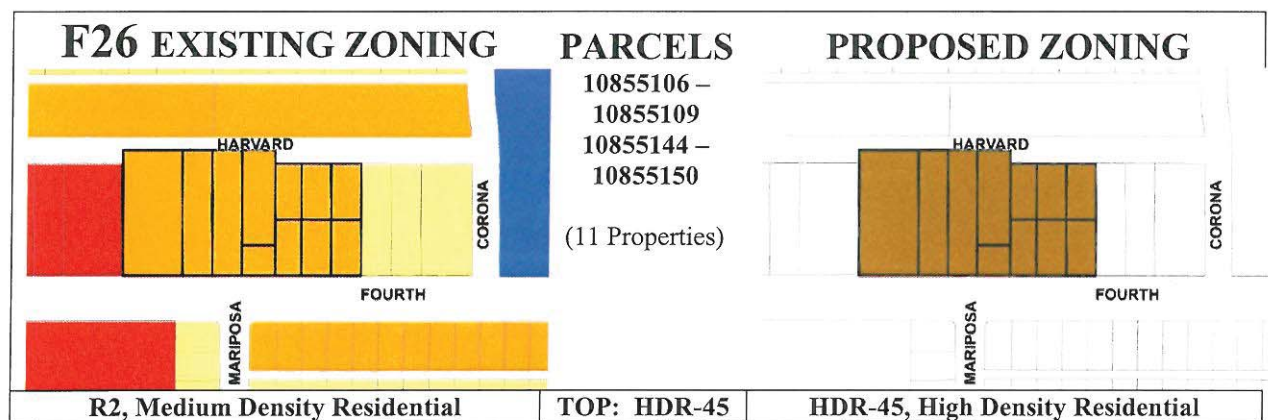 F26 EXISTING ZONING
HARVARD
CORONA
FOURTH
MARIPOSA
R2, Medium Density Residential
PARCELS
10855106 –
10855109
10855144 –
10855150
(11 Properties)
TOP: HDR-45
PROPOSED ZONING
HARVARD
CORONA
FOURTH
MARIPOSA
HDR-45, High Density Residential